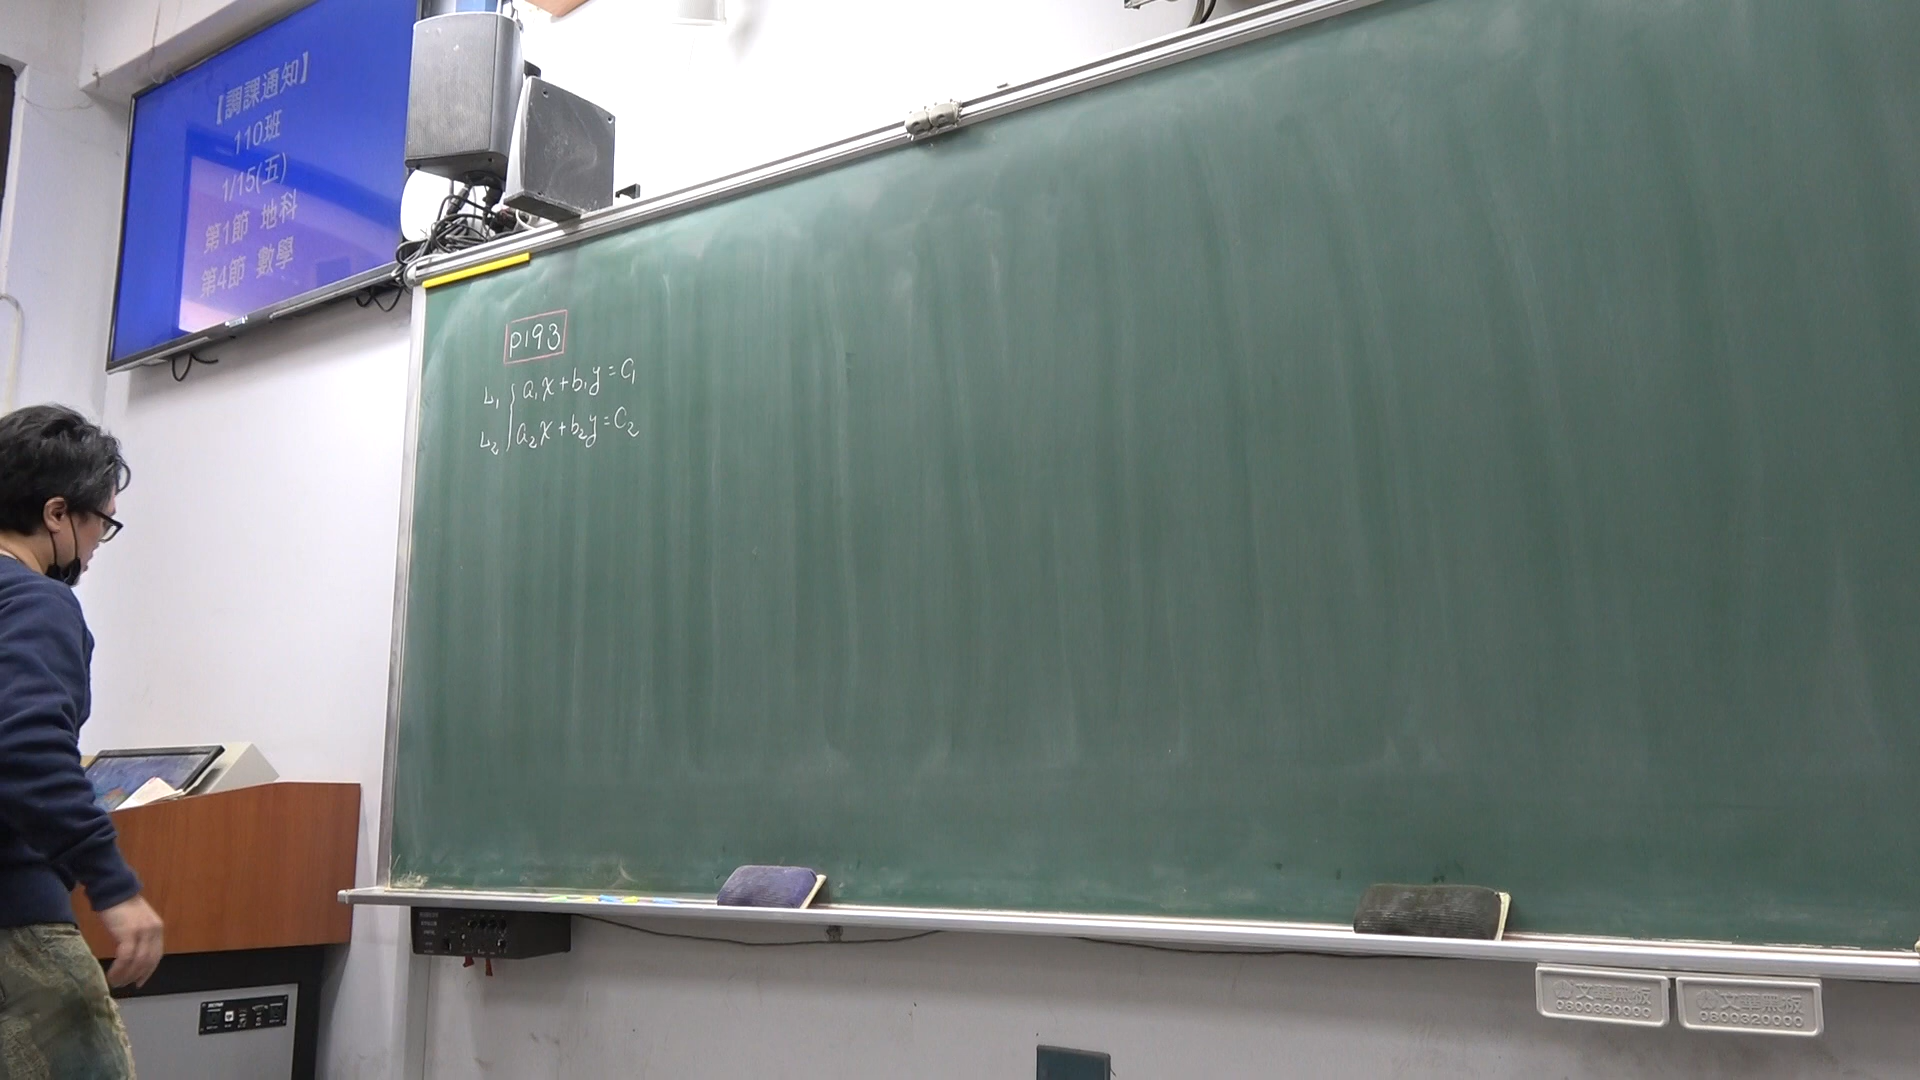 【調課通知】
110班
1/15(五)
第1節 地科
第4節 數學
P193
L₁ { a₁x+b₁y=C₁
L₂ a₂x+b₂y=C₂
文華黑板
0800320000
文華黑板
0800320000